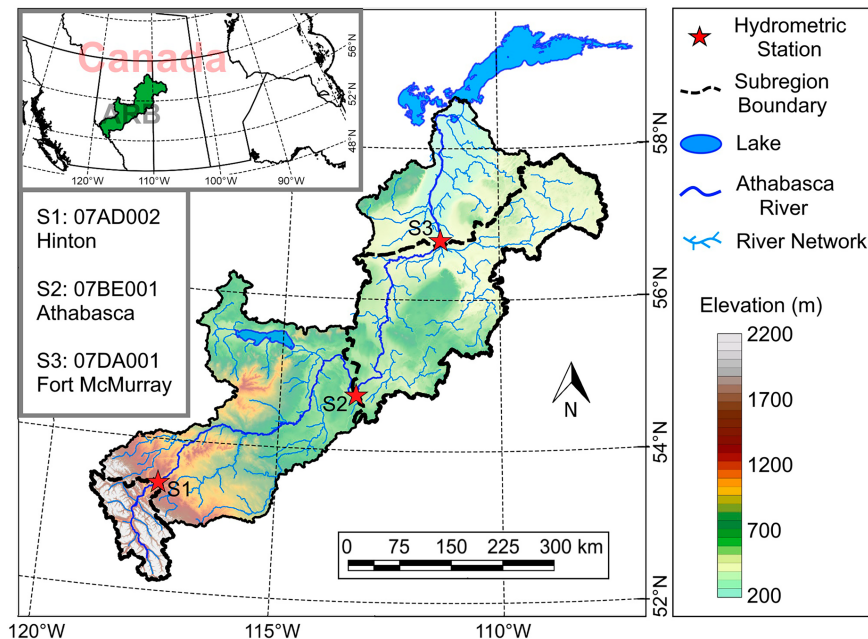 Canada
ARB
56°N
52°N
48°N
120°W
110°W
100°W
90°W
S1: 07AD002
Hinton
S2: 07BE001
Athabasca
S3: 07DA001
Fort McMurray
S3
S2
S1
N
0 75 150 225 300 km
58°N
56°N
54°N
52°N
120°W
115°W
110°W
Hydrometric
Station
Subregion
Boundary
Lake
Athabasca
River
River Network
Elevation (m)
2200
1700
1200
700
200